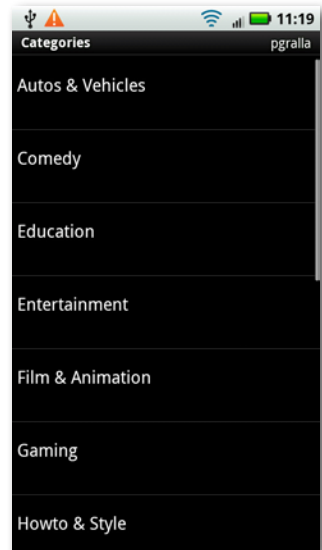 11:19
Categories pgralla
Autos & Vehicles
Comedy
Education
Entertainment
Film & Animation
Gaming
Howto & Style